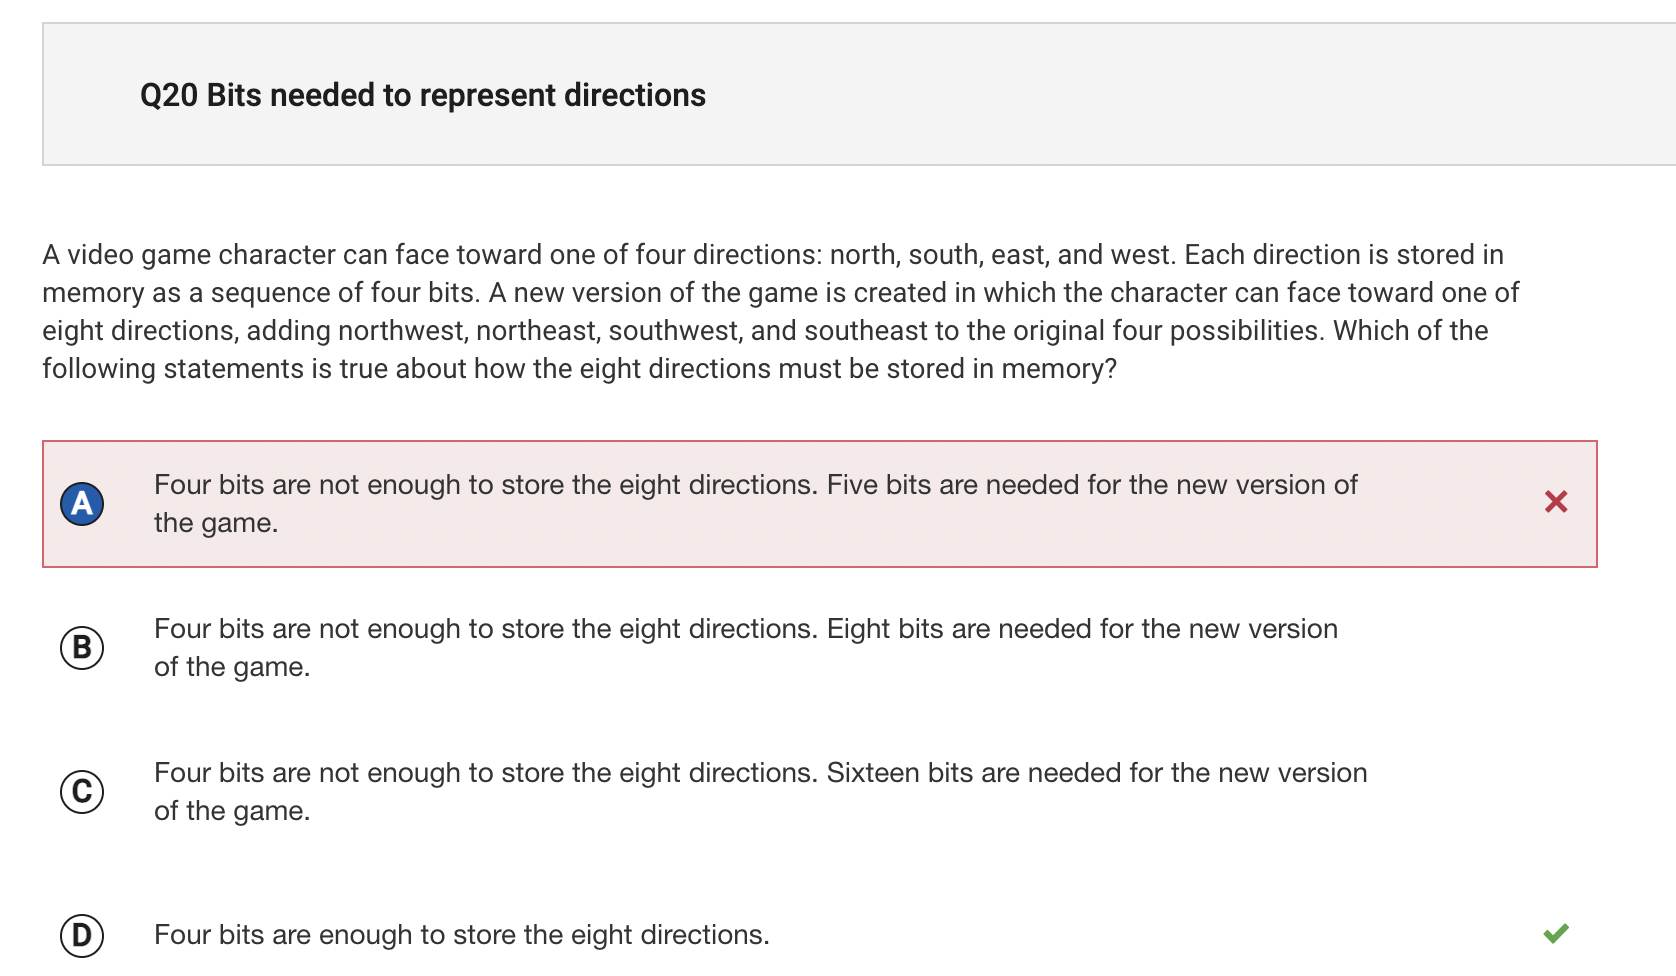 Q20 Bits needed to represent directions
A video game character can face toward one of four directions: north, south, east, and west. Each direction is stored in
memory as a sequence of four bits. A new version of the game is created in which the character can face toward one of
eight directions, adding northwest, northeast, southwest, and southeast to the original four possibilities. Which of the
following statements is true about how the eight directions must be stored in memory?
A Four bits are not enough to store the eight directions. Five bits are needed for the new version of
the game.
B Four bits are not enough to store the eight directions. Eight bits are needed for the new version
of the game.
C Four bits are not enough to store the eight directions. Sixteen bits are needed for the new version
of the game.
D Four bits are enough to store the eight directions.